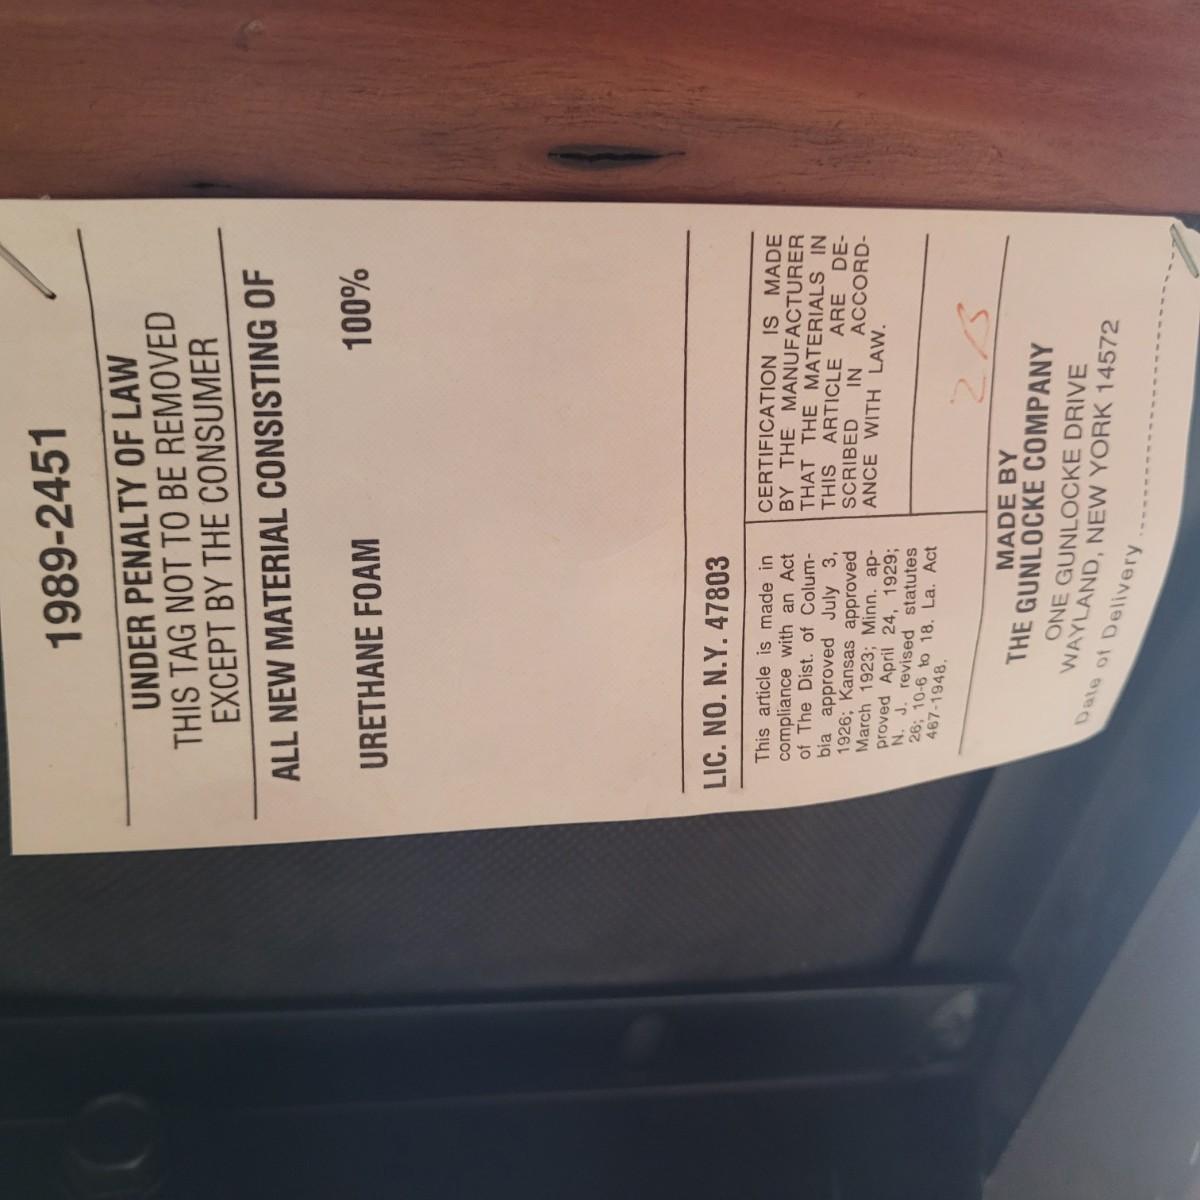 1989-2451
UNDER PENALTY OF LAW
THIS TAG NOT TO BE REMOVED
EXCEPT BY THE CONSUMER
ALL NEW MATERIAL CONSISTING OF
URETHANE FOAM 100%
LIC. NO. N.Y. 47803
This article is made in
compliance with an Act
of The Dist. of Colum-
bia approved July 3,
1926; Kansas approved
March 1923; Minn. ap-
proved April 24, 1929;
N. J. revised statutes
26; 10-6 to 18. La. Act
467-1948.
CERTIFICATION IS MADE
BY THE MANUFACTURER
THAT THE MATERIALS IN
THIS ARTICLE ARE DE-
SCRIBED IN ACCORD-
ANCE WITH LAW.
2 B
MADE BY
THE GUNLOCKE COMPANY
ONE GUNLOCKE DRIVE
WAYLAND, NEW YORK 14572
Date of Delivery